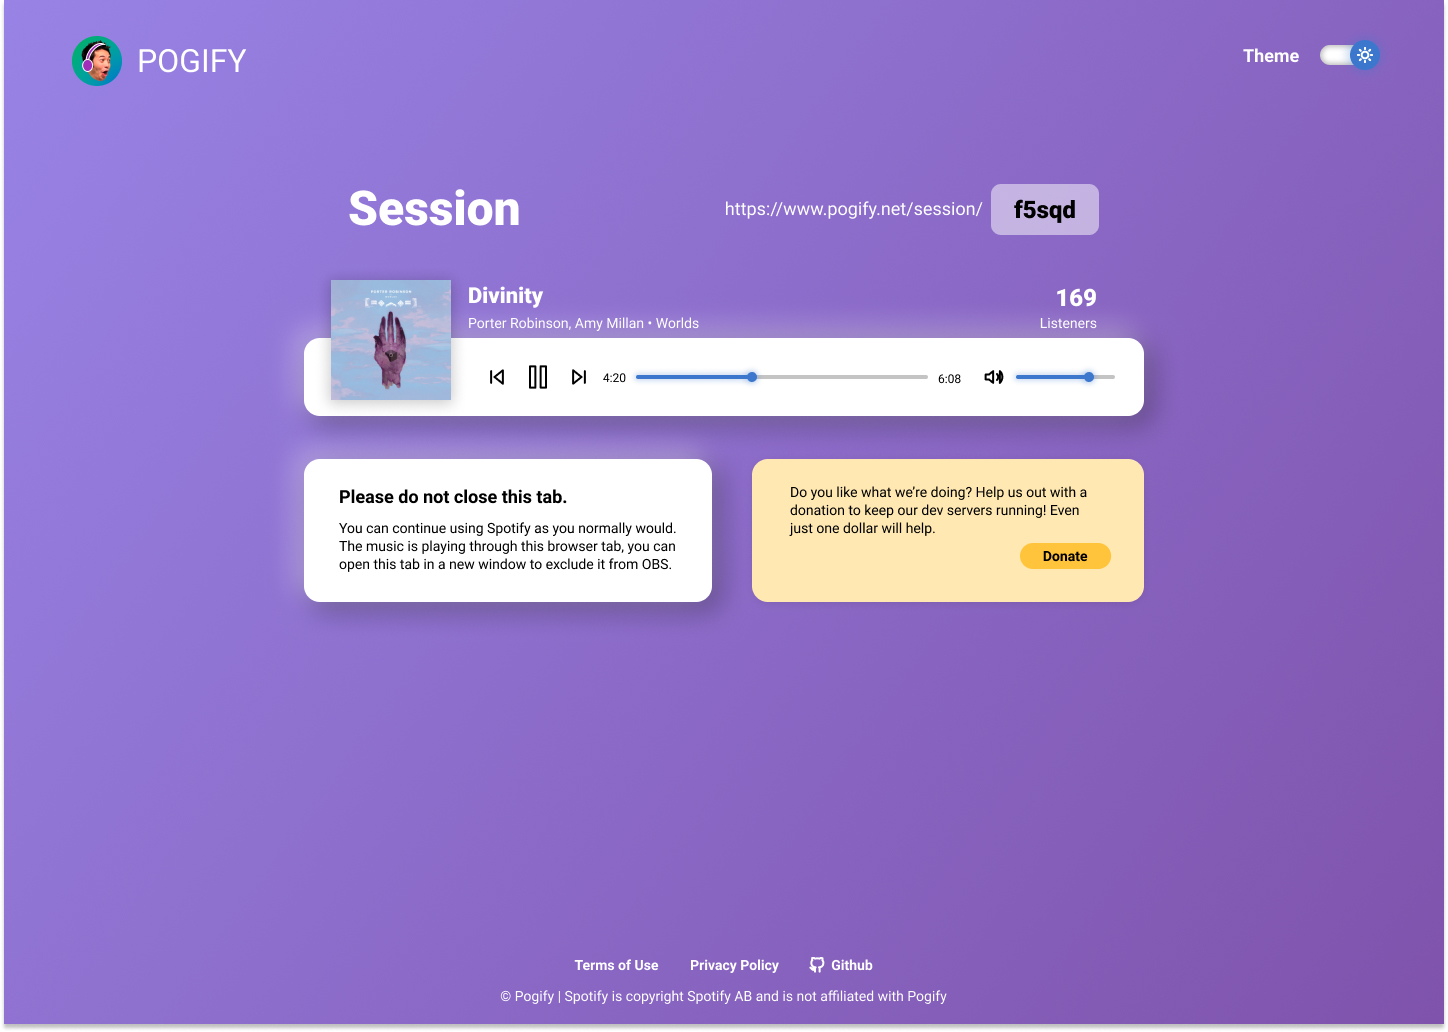 POGIFY
Theme
Session
https://www.pogify.net/session/
f5sqd
PORTER ROBINSON
Divinity
Porter Robinson, Amy Millan • Worlds
169
Listeners
4:20
6:08
Please do not close this tab.
You can continue using Spotify as you normally would.
The music is playing through this browser tab, you can
open this tab in a new window to exclude it from OBS.
Do you like what we’re doing? Help us out with a
donation to keep our dev servers running! Even
just one dollar will help.
Donate
Terms of Use
Privacy Policy
Github
© Pogify | Spotify is copyright Spotify AB and is not affiliated with Pogify